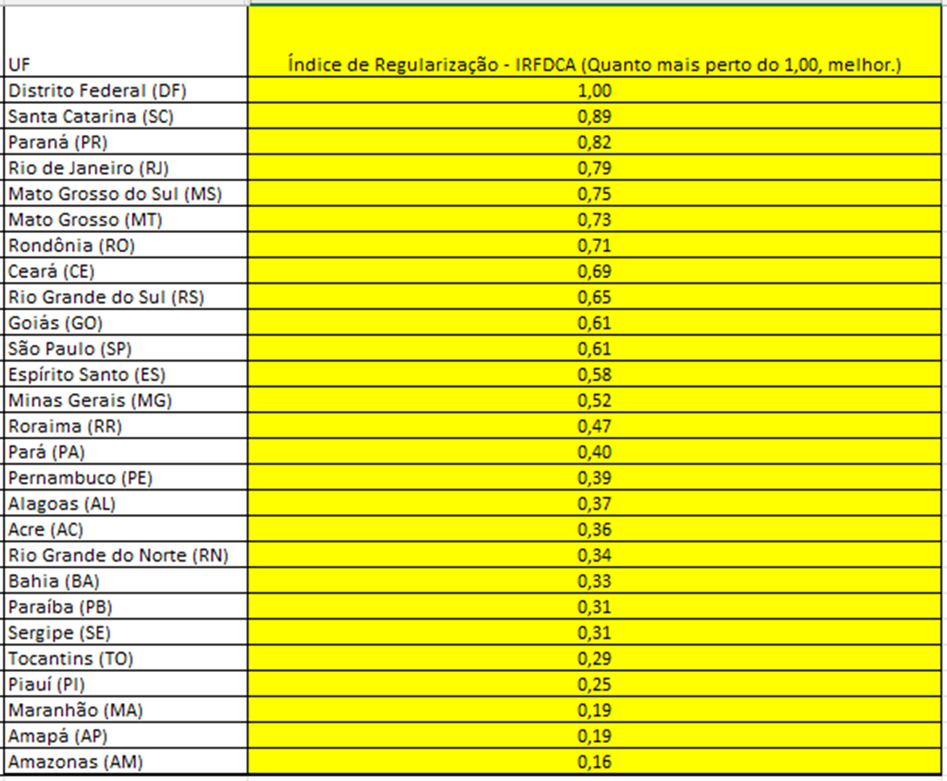 UF Índice de Regularização - IRFDCA (Quanto mais perto do 1,00, melhor.)
Distrito Federal (DF) 1,00
Santa Catarina (SC) 0,89
Paraná (PR) 0,82
Rio de Janeiro (RJ) 0,79
Mato Grosso do Sul (MS) 0,75
Mato Grosso (MT) 0,73
Rondônia (RO) 0,71
Ceará (CE) 0,69
Rio Grande do Sul (RS) 0,65
Goiás (GO) 0,61
São Paulo (SP) 0,61
Espírito Santo (ES) 0,58
Minas Gerais (MG) 0,52
Roraima (RR) 0,47
Pará (PA) 0,40
Pernambuco (PE) 0,39
Alagoas (AL) 0,37
Acre (AC) 0,36
Rio Grande do Norte (RN) 0,34
Bahia (BA) 0,33
Paraíba (PB) 0,31
Sergipe (SE) 0,31
Tocantins (TO) 0,29
Piauí (PI) 0,25
Maranhão (MA) 0,19
Amapá (AP) 0,19
Amazonas (AM) 0,16